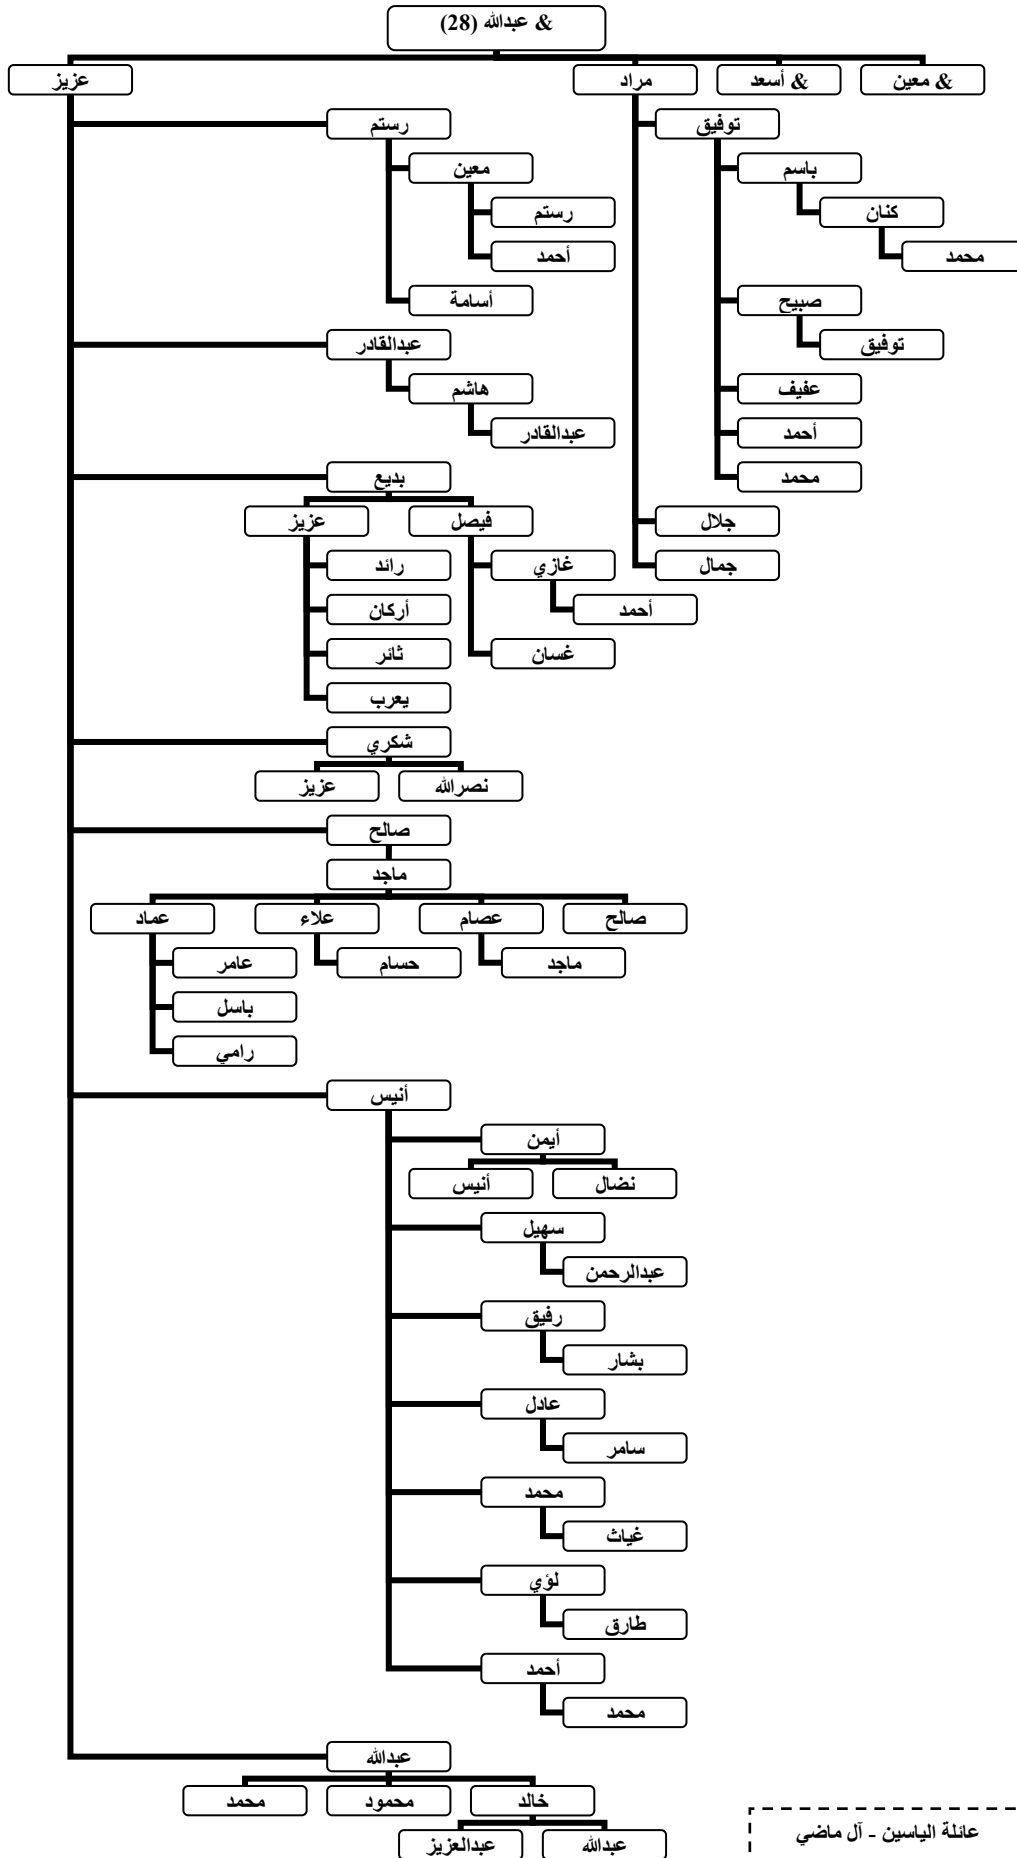 & عبدالله (28)
& معين
& أسعد
مراد
عزيز
توفيق
رستم
باسم
معين
كنان
رستم
محمد
أحمد
صبيح
أسامة
توفيق
عبدالقادر
عفيف
هاشم
أحمد
عبدالقادر
محمد
بديع
جلال
فيصل
عزيز
جمال
غازي
رائد
أحمد
أركان
غسان
ثائر
يعرب
شكري
نصرالله
عزيز
صالح
ماجد
صالح
عصام
علاء
عماد
ماجد
حسام
عامر
باسل
رامي
أنيس
أيمن
نضال
أنيس
سهيل
عبدالرحمن
رفيق
بشار
عادل
سامر
محمد
غياث
لؤي
طارق
أحمد
محمد
عبدالله
خالد
محمود
محمد
عبدالله
عبدالعزيز
عائلة الياسين - آل ماضي